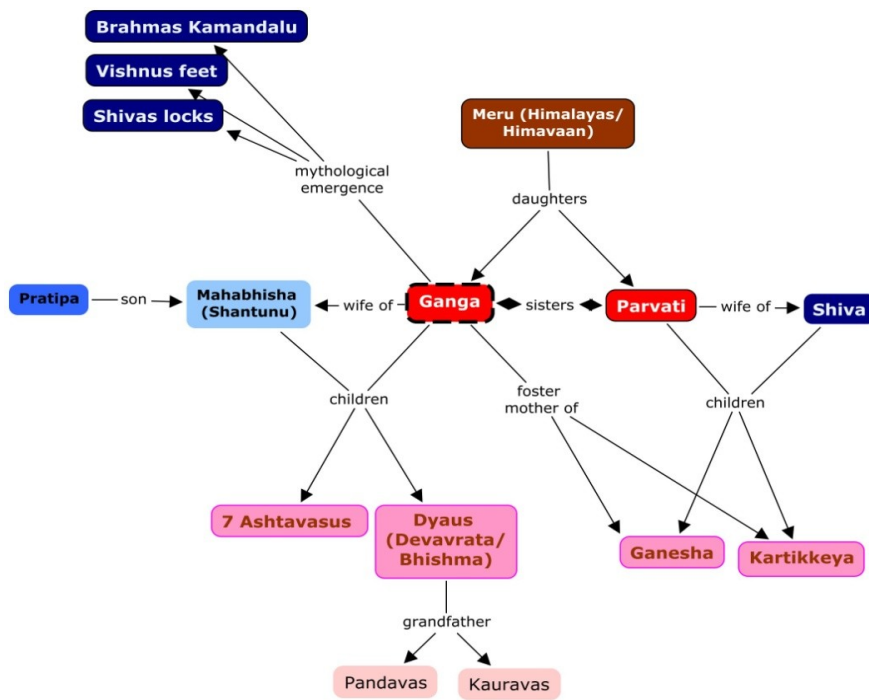 Brahmas Kamandalu
Vishnus feet
Shivas locks
Meru (Himalayas/
Himavaan)
mythological
emergence
daughters
Pratipa
son
Mahabhisha
(Shantunu)
wife of
Ganga
sisters
Parvati
wife of
Shiva
children
foster
mother of
children
7 Ashtavasus
Dyaus
(Devavrata/
Bhishma)
Ganesha
Kartikkeya
grandfather
Pandavas
Kauravas